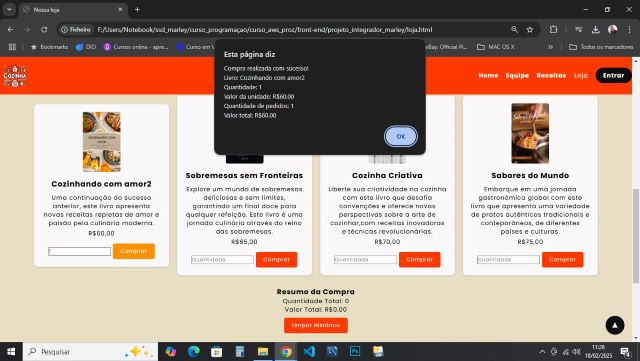 Nossa loja
F:/Users/Notebook/ssd_marley/curso_programaçao/curso_aws_proz/front-end/projeto_integrador_marley/loja.html
Pesquisar
Booker
DIO
Cursos online - apre...
MAC OS X
Todos os marcadores
Esta página diz
Compra realizada com sucesso!
Livro: Cozinhando com amor2
Quantidade: 1
Valor da unidade: R$60.00
Quantidade de pedidos: 1
Valor total: R$60.00
OK
COZINHA
Home Equipe Receitas Loja Entrar
Cozinhando com amor2
Uma continuação do sucesso
anterior, este livro apresenta
novas receitas repletas de amor e
paixão pela culinária moderna.
R$60,00
1 Comprar
Sobremesas sem Fronteiras
Explore um mundo de sobremesas
deliciosas e sem limites,
garantindo um final doce para
qualquer refeição. Este livro é uma
jornada culinária através do reino
das sobremesas.
R$65,00
Quantidade Comprar
Cozinha Criativa
Liberte sua criatividade na cozinha
com este livro que desafia
convenções e oferece novas
perspectivas sobre a arte de
cozinhar,com receitas inovadoras
e técnicas revolucionárias.
R$70,00
Quantidade Comprar
Sabores do Mundo
Embarque em uma jornada
gastronômica global com este
livro que apresenta uma variedade
de pratos autênticos tradicionais e
conteporâneos, de diferentes
países e culturas.
R$75,00
Quantidade Comprar
Resumo da Compra
Quantidade Total: 0
Valor Total: R$0.00
Limpar Histórico
Pesquisar
11:28
18/02/2025